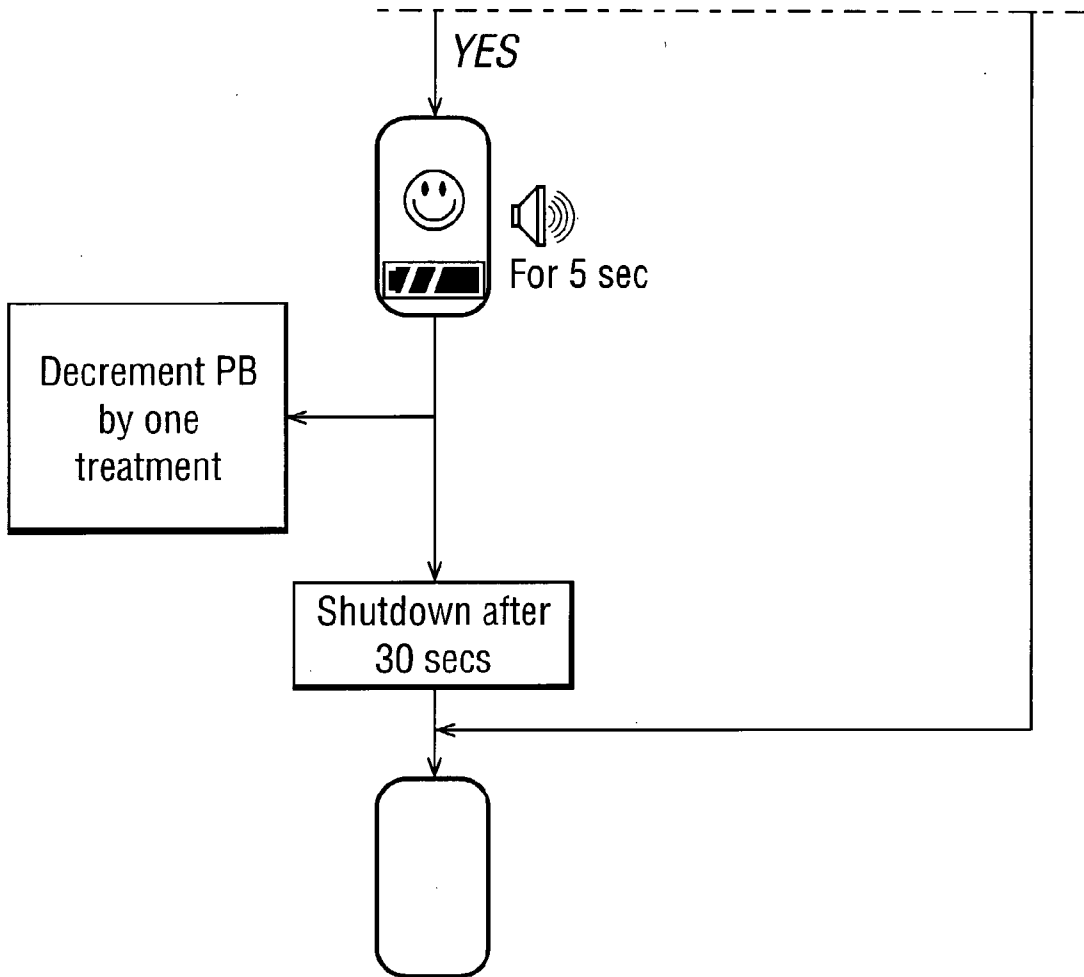 YES
For 5 sec
Decrement PB
by one
treatment
Shutdown after
30 secs